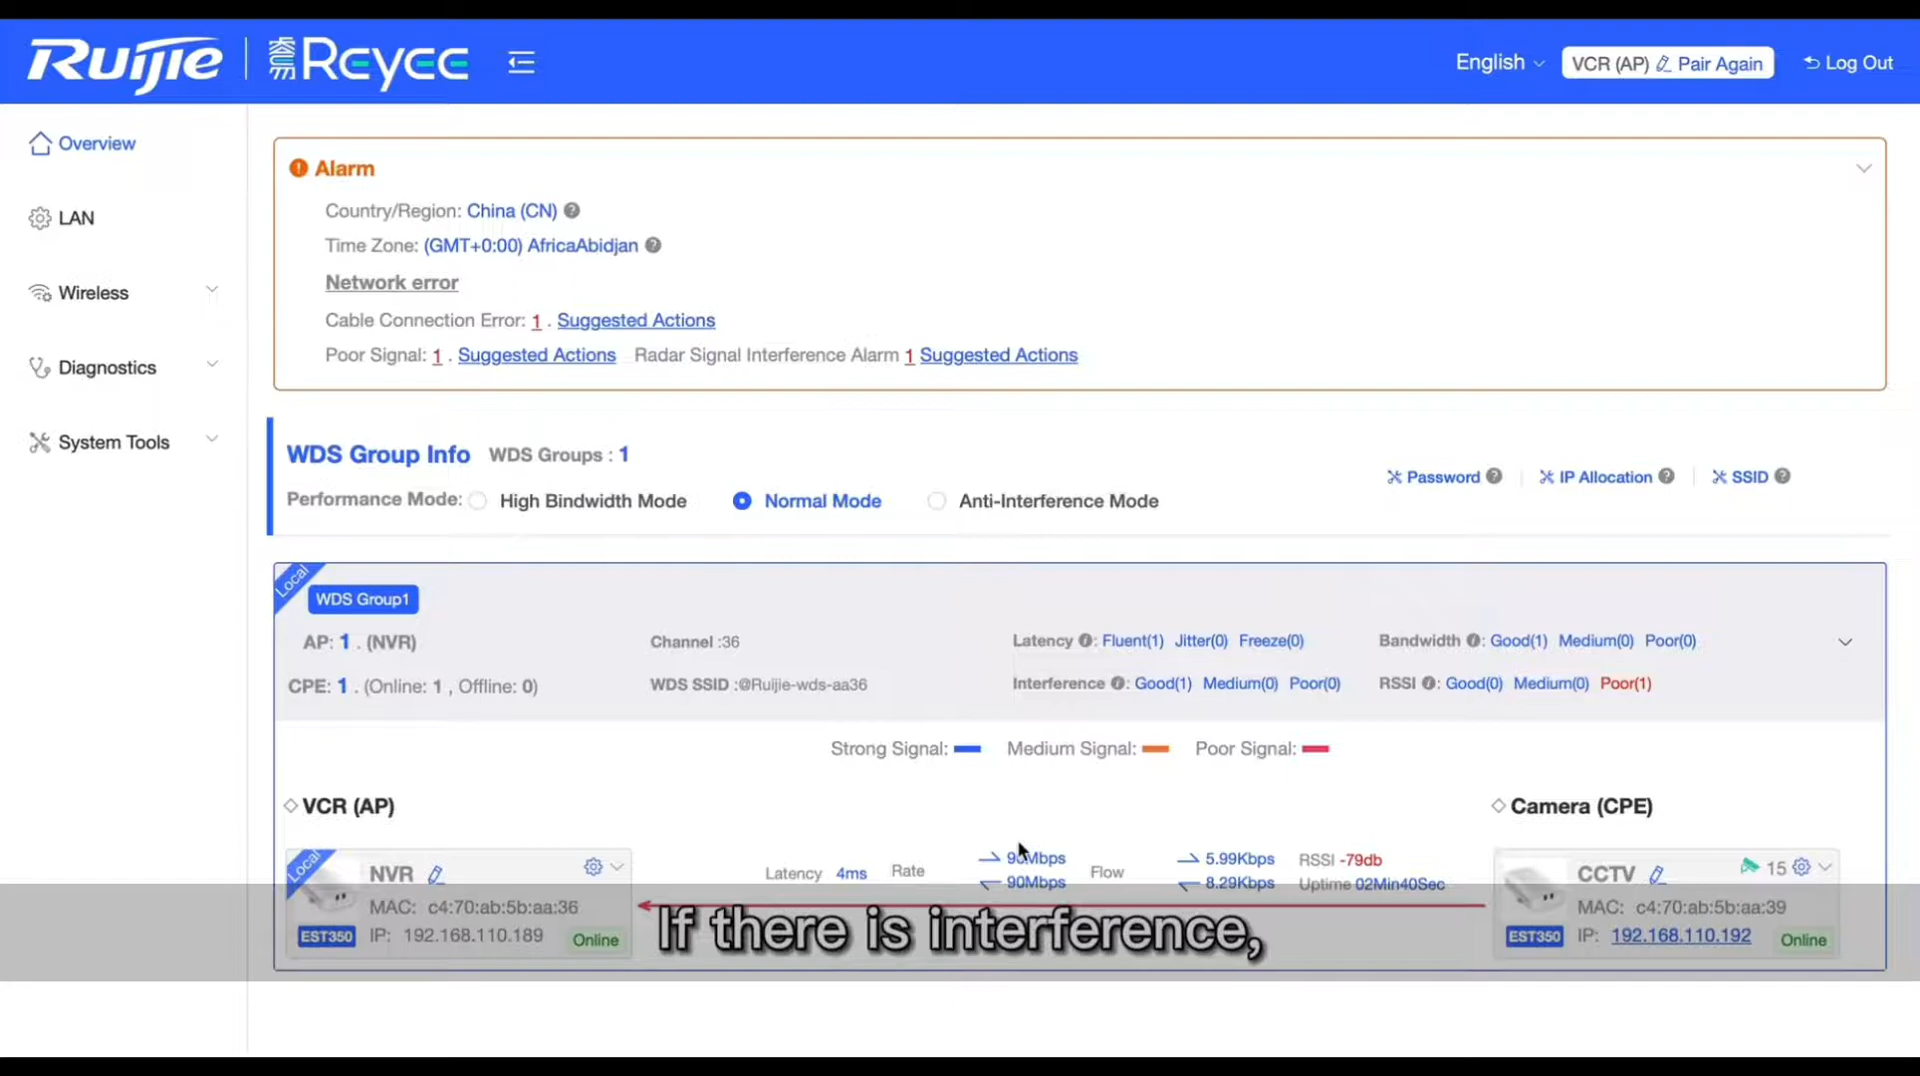 Ruijie | 睿易 Reyee
English
VCR (AP) Pair Again
Log Out
Overview
LAN
Wireless
Diagnostics
System Tools
Alarm
Country/Region: China (CN)
Time Zone: (GMT+0:00) AfricaAbidjan
Network error
Cable Connection Error: 1 . Suggested Actions
Poor Signal: 1 . Suggested Actions Radar Signal Interference Alarm 1 Suggested Actions
WDS Group Info WDS Groups : 1
Password
IP Allocation
SSID
Performance Mode: High Bindwidth Mode Normal Mode Anti-Interference Mode
Local
WDS Group1
AP: 1 . (NVR) Channel :36 Latency : Fluent(1) Jitter(0) Freeze(0) Bandwidth : Good(1) Medium(0) Poor(0)
CPE: 1 . (Online: 1 , Offline: 0) WDS SSID :@Ruijie-wds-aa36 Interference : Good(1) Medium(0) Poor(0) RSSI : Good(0) Medium(0) Poor(1)
Strong Signal: Medium Signal: Poor Signal:
VCR (AP)
Camera (CPE)
Local
NVR
MAC: c4:70:ab:5b:aa:36
EST350 IP: 192.168.110.189 Online
Latency 4ms Rate
90Mbps
90Mbps
Flow
5.99Kbps
8.29Kbps
RSSI -79db
Uptime 02Min40Sec
CCTV 15
MAC: c4:70:ab:5b:aa:39
EST350 IP: 192.168.110.192 Online
If there is interference,